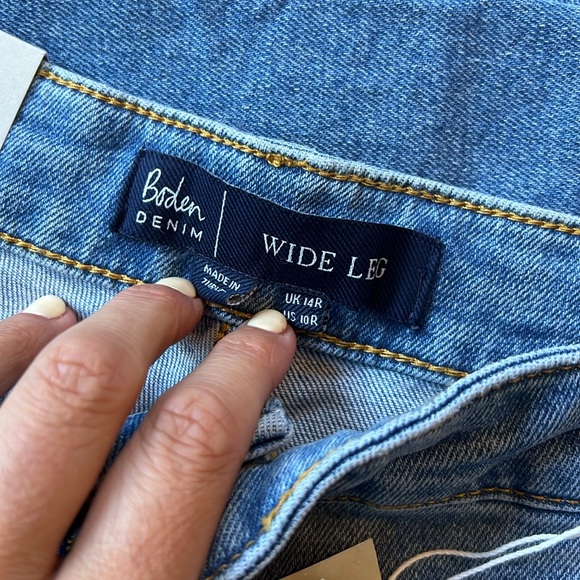 Boden
DENIM
WIDE LEG
MADE IN
UK 14R
US 10R